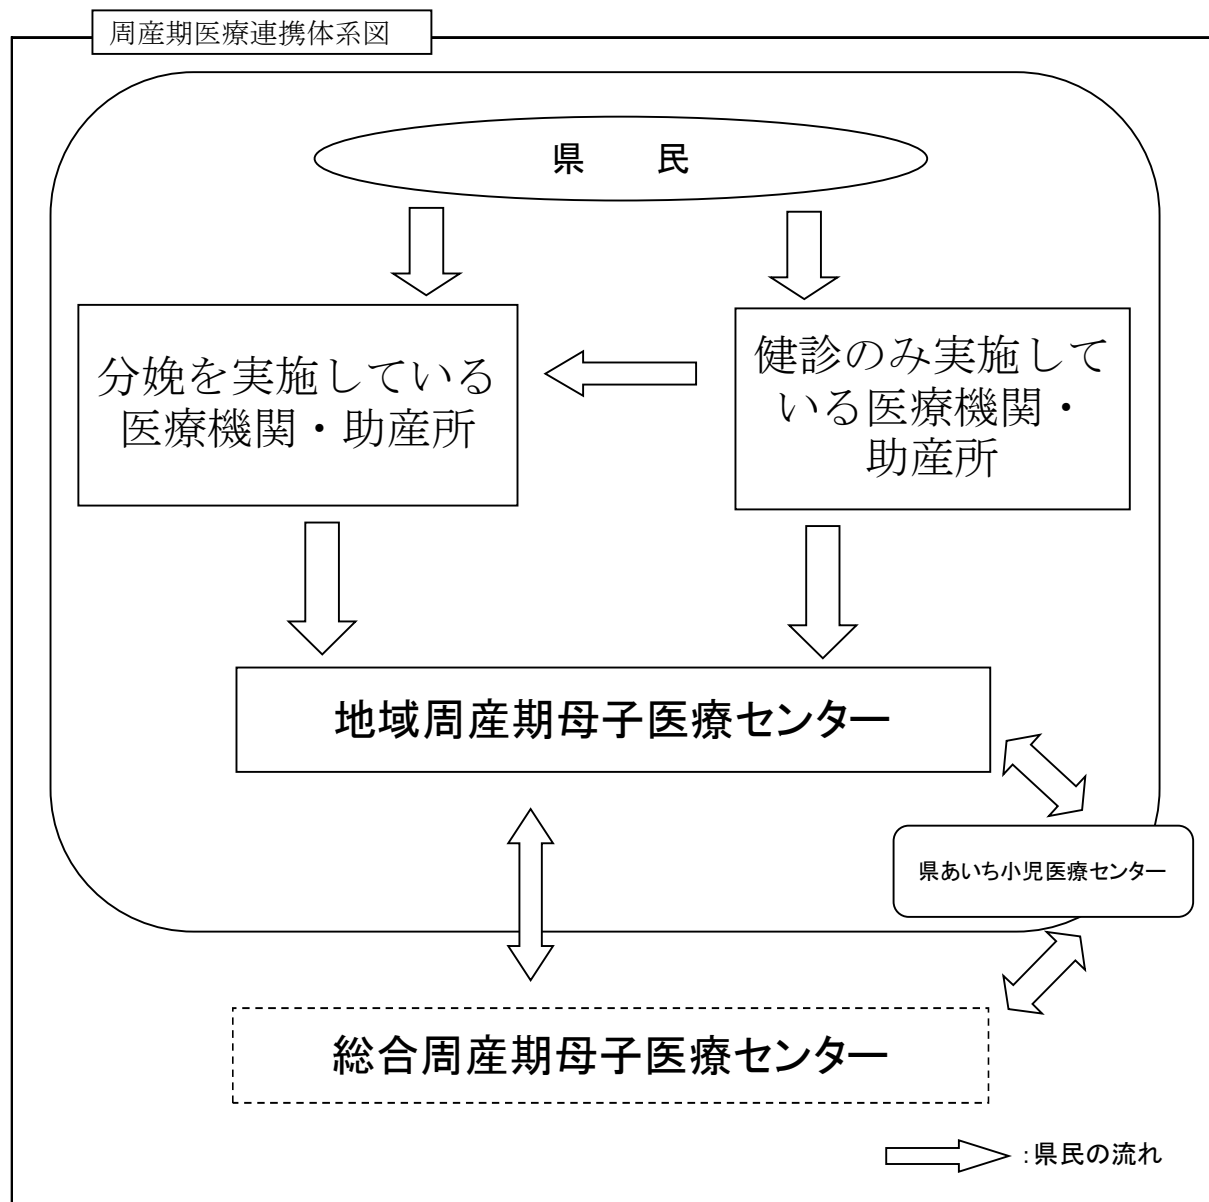 周産期医療連携体系図
県　　民
分娩を実施している
医療機関・助産所
健診のみ実施して
いる医療機関・
助産所
地域周産期母子医療センター
県あいち小児医療センター
総合周産期母子医療センター
：県民の流れ